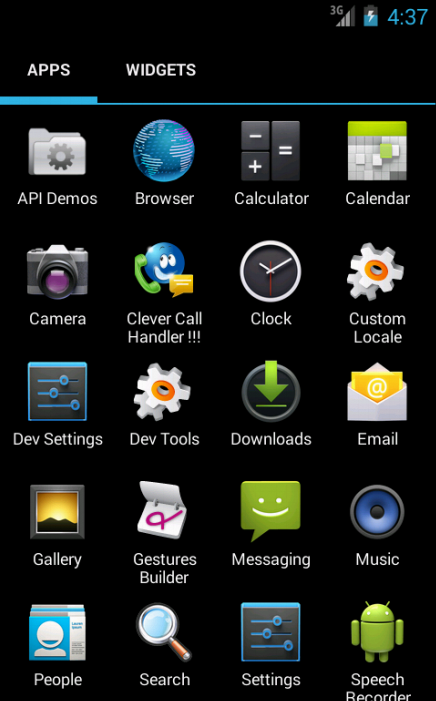 3G 4:37
APPS WIDGETS
API Demos Browser Calculator Calendar
Camera Clever Call Handler !!! Clock Custom Locale
Dev Settings Dev Tools Downloads Email
Gallery Gestures Builder Messaging Music
People Search Settings Speech Recorder